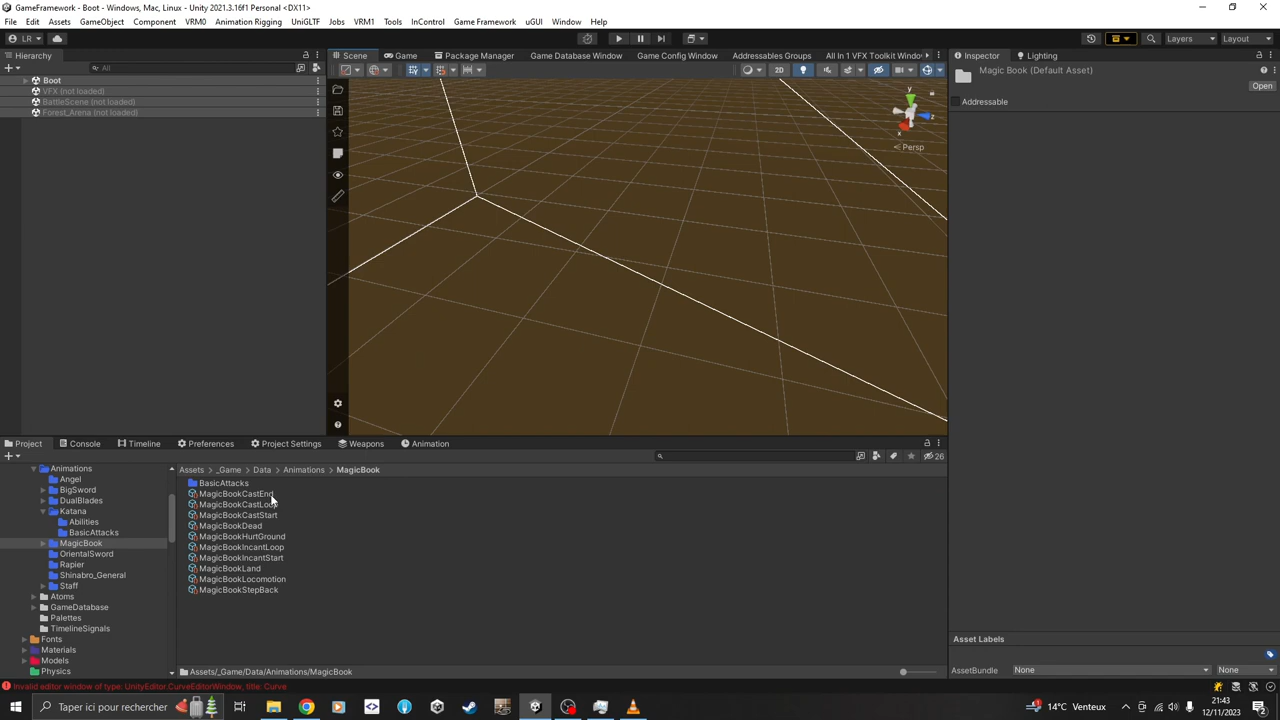 GameFramework - Boot - Windows, Mac, Linux - Unity 2021.3.16f1 Personal <DX11>
File Edit Assets GameObject Component VRM0 Animation Rigging UniGLTF Jobs VRM1 Tools InControl Game Framework uGUI Window Help
LR
Layers Layout
Hierarchy
All
Boot
VFX (not loaded)
BattleScene (not loaded)
Forest_Arena (not loaded)
Scene Game Package Manager Game Database Window Game Config Window Addressables Groups All In 1 VFX Toolkit Windo
2D
y
z
x
Persp
Inspector Lighting
Magic Book (Default Asset)
Open
Addressable
Project Console Timeline Preferences Project Settings Weapons Animation
26
Animations
Angel
BigSword
DualBlades
Katana
Abilities
BasicAttacks
MagicBook
OrientalSword
Rapier
Shinabro_General
Staff
Atoms
GameDatabase
Palettes
TimelineSignals
Fonts
Materials
Models
Physics
Assets > _Game > Data > Animations > MagicBook
BasicAttacks
MagicBookCastEnd
MagicBookCastLoop
MagicBookCastStart
MagicBookDead
MagicBookHurtGround
MagicBookIncantLoop
MagicBookIncantStart
MagicBookLand
MagicBookLocomotion
MagicBookStepBack
Assets/_Game/Data/Animations/MagicBook
Asset Labels
AssetBundle None None
Invalid editor window of type: UnityEditor.CurveEditorWindow, title: Curve
Taper ici pour rechercher
14°C Venteux
21:43
12/11/2023